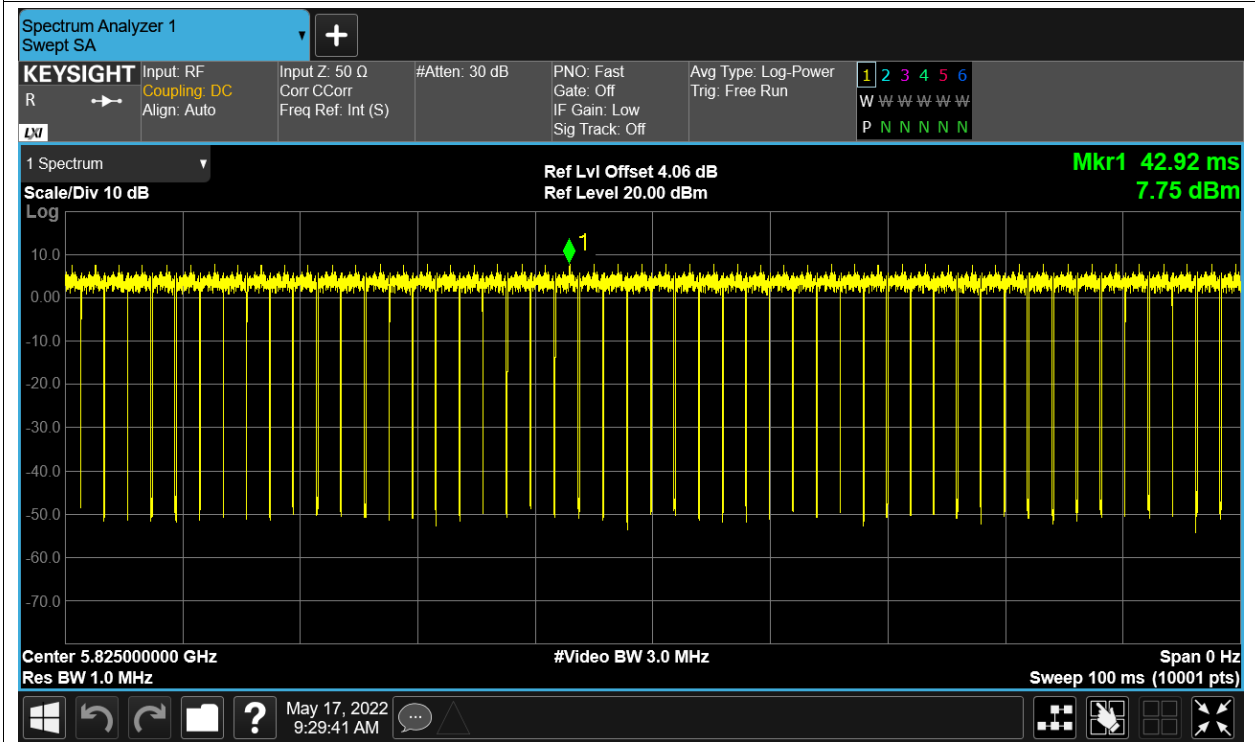 Spectrum Analyzer 1
Swept SA
KEYSIGHT
R
LXI
Input: RF
Coupling: DC
Align: Auto
Input Z: 50 Ω
Corr CCorr
Freq Ref: Int (S)
#Atten: 30 dB
PNO: Fast
Gate: Off
IF Gain: Low
Sig Track: Off
Avg Type: Log-Power
Trig: Free Run
1 2 3 4 5 6
W W W W W W
P N N N N N
1 Spectrum
Scale/Div 10 dB
Log
Ref Lvl Offset 4.06 dB
Ref Level 20.00 dBm
Mkr1 42.92 ms
7.75 dBm
1
10.0
0.00
-10.0
-20.0
-30.0
-40.0
-50.0
-60.0
-70.0
Center 5.825000000 GHz
Res BW 1.0 MHz
#Video BW 3.0 MHz
Span 0 Hz
Sweep 100 ms (10001 pts)
?
May 17, 2022
9:29:41 AM